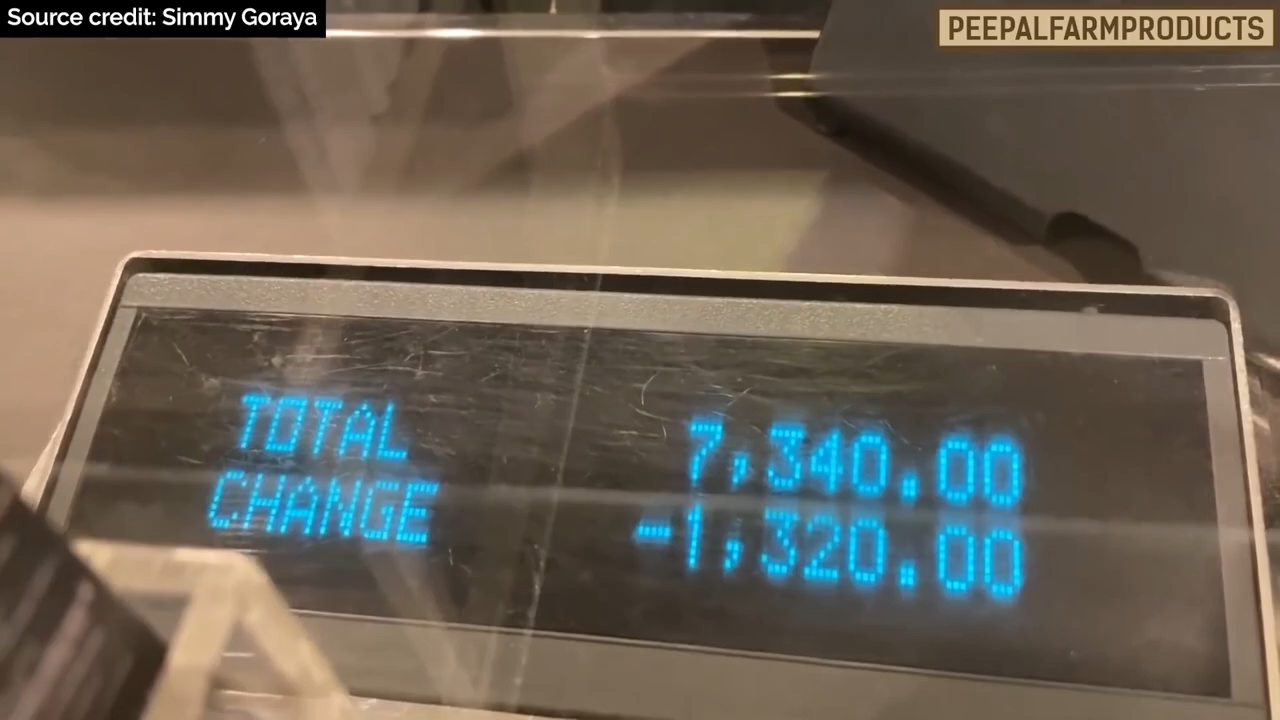 Source credit: Simmy Goraya
PEEPALFARMPRODUCTS
TOTAL 7,340.00
CHANGE -1,320.00